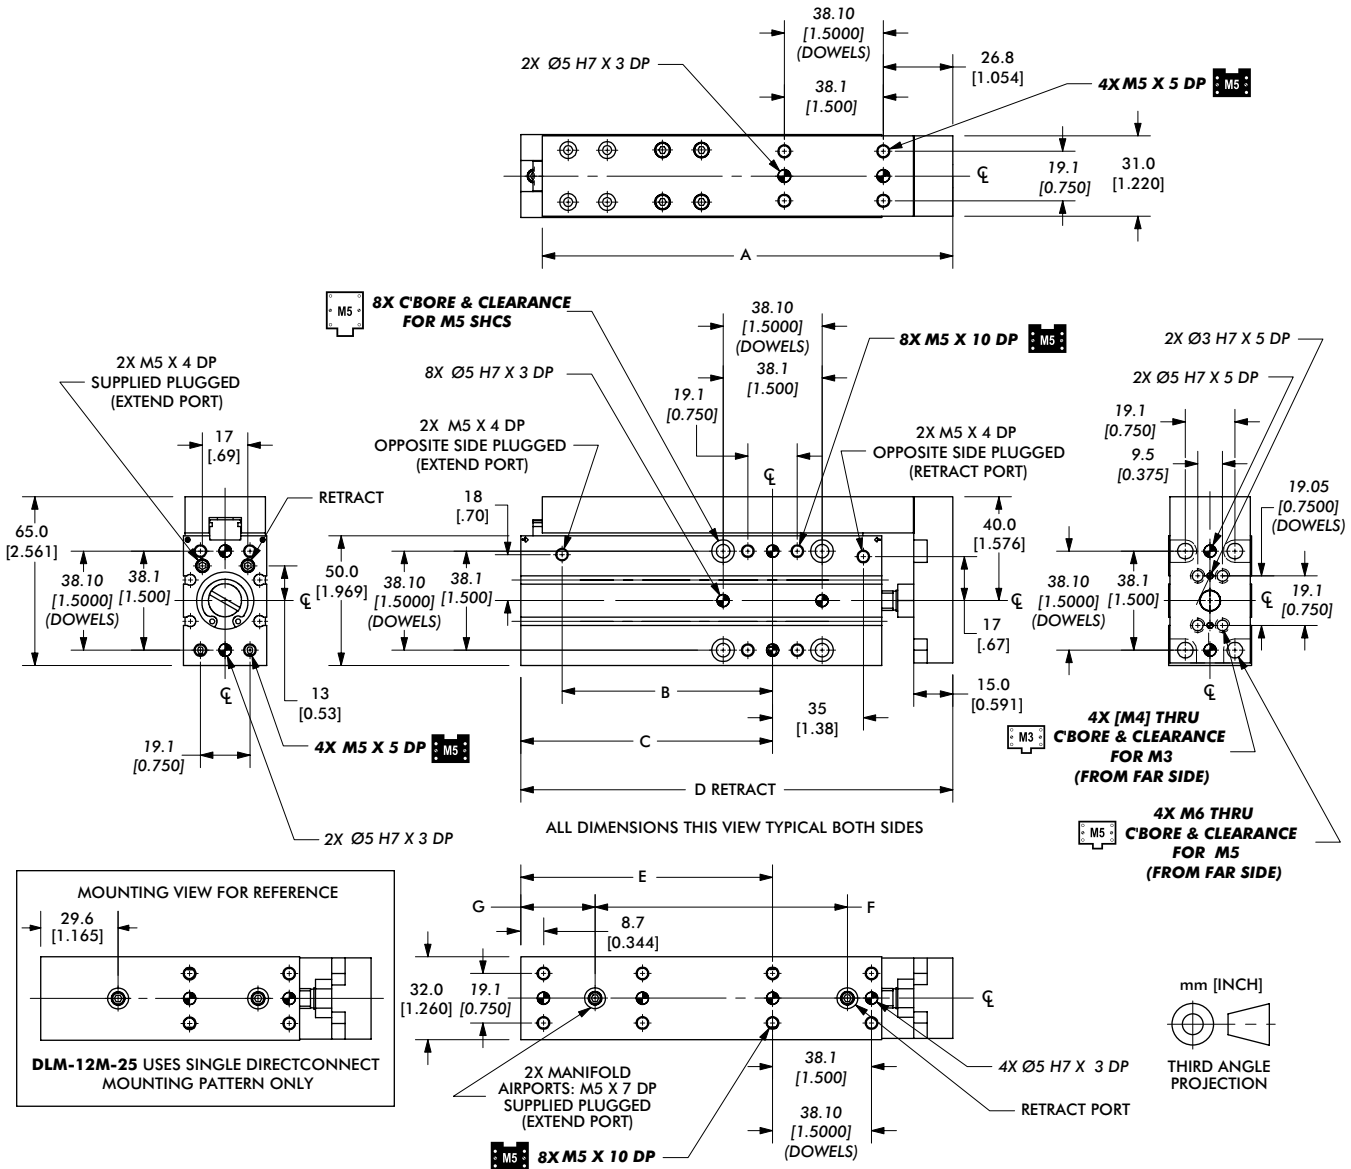 38.10
[1.5000]
(DOWELS)
2X Ø5 H7 X 3 DP
26.8
[1.054]
38.1
[1.500]
4X M5 X 5 DP
M5
19.1
[0.750]
31.0
[1.220]
℄
A
M5
8X C'BORE & CLEARANCE
FOR M5 SHCS
38.10
[1.5000]
(DOWELS)
38.1
[1.500]
8X M5 X 10 DP
M5
2X Ø3 H7 X 5 DP
2X M5 X 4 DP
SUPPLIED PLUGGED
(EXTEND PORT)
8X Ø5 H7 X 3 DP
19.1
[0.750]
2X Ø5 H7 X 5 DP
2X M5 X 4 DP
OPPOSITE SIDE PLUGGED
(EXTEND PORT)
2X M5 X 4 DP
OPPOSITE SIDE PLUGGED
(RETRACT PORT)
19.1
[0.750]
9.5
[0.375]
17
[.69]
RETRACT
18
[.70]
℄
19.05
[0.7500]
(DOWELS)
65.0
[2.561]
40.0
[1.576]
38.10
[1.5000]
(DOWELS)
38.1
[1.500]
℄
50.0
[1.969]
38.10
[1.5000]
(DOWELS)
38.1
[1.500]
℄
38.10
[1.5000]
(DOWELS)
38.1
[1.500]
℄
19.1
[0.750]
17
[.67]
℄
13
[0.53]
B
35
[1.38]
15.0
[0.591]
℄
19.1
[0.750]
4X M5 X 5 DP
M5
C
M3
4X [M4] THRU
C'BORE & CLEARANCE
FOR M3
(FROM FAR SIDE)
D RETRACT
2X Ø5 H7 X 3 DP
ALL DIMENSIONS THIS VIEW TYPICAL BOTH SIDES
M5
4X M6 THRU
C'BORE & CLEARANCE
FOR M5
(FROM FAR SIDE)
MOUNTING VIEW FOR REFERENCE
29.6
[1.165]
DLM-12M-25 USES SINGLE DIRECTCONNECT
MOUNTING PATTERN ONLY
E
G
F
8.7
[0.344]
32.0
[1.260]
19.1
[0.750]
℄
2X MANIFOLD
AIRPORTS: M5 X 7 DP
SUPPLIED PLUGGED
(EXTEND PORT)
38.1
[1.500]
4X Ø5 H7 X 3 DP
38.10
[1.5000]
(DOWELS)
RETRACT PORT
M5
8X M5 X 10 DP
mm [INCH]
THIRD ANGLE
PROJECTION